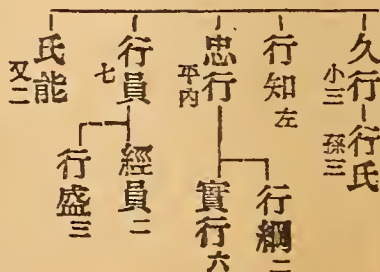 久行 小三
行氏 孫三
行知 左
忠行 平内
行綱 二
實行 六
行員 七
經員 二
行盛 三
氏能 又二